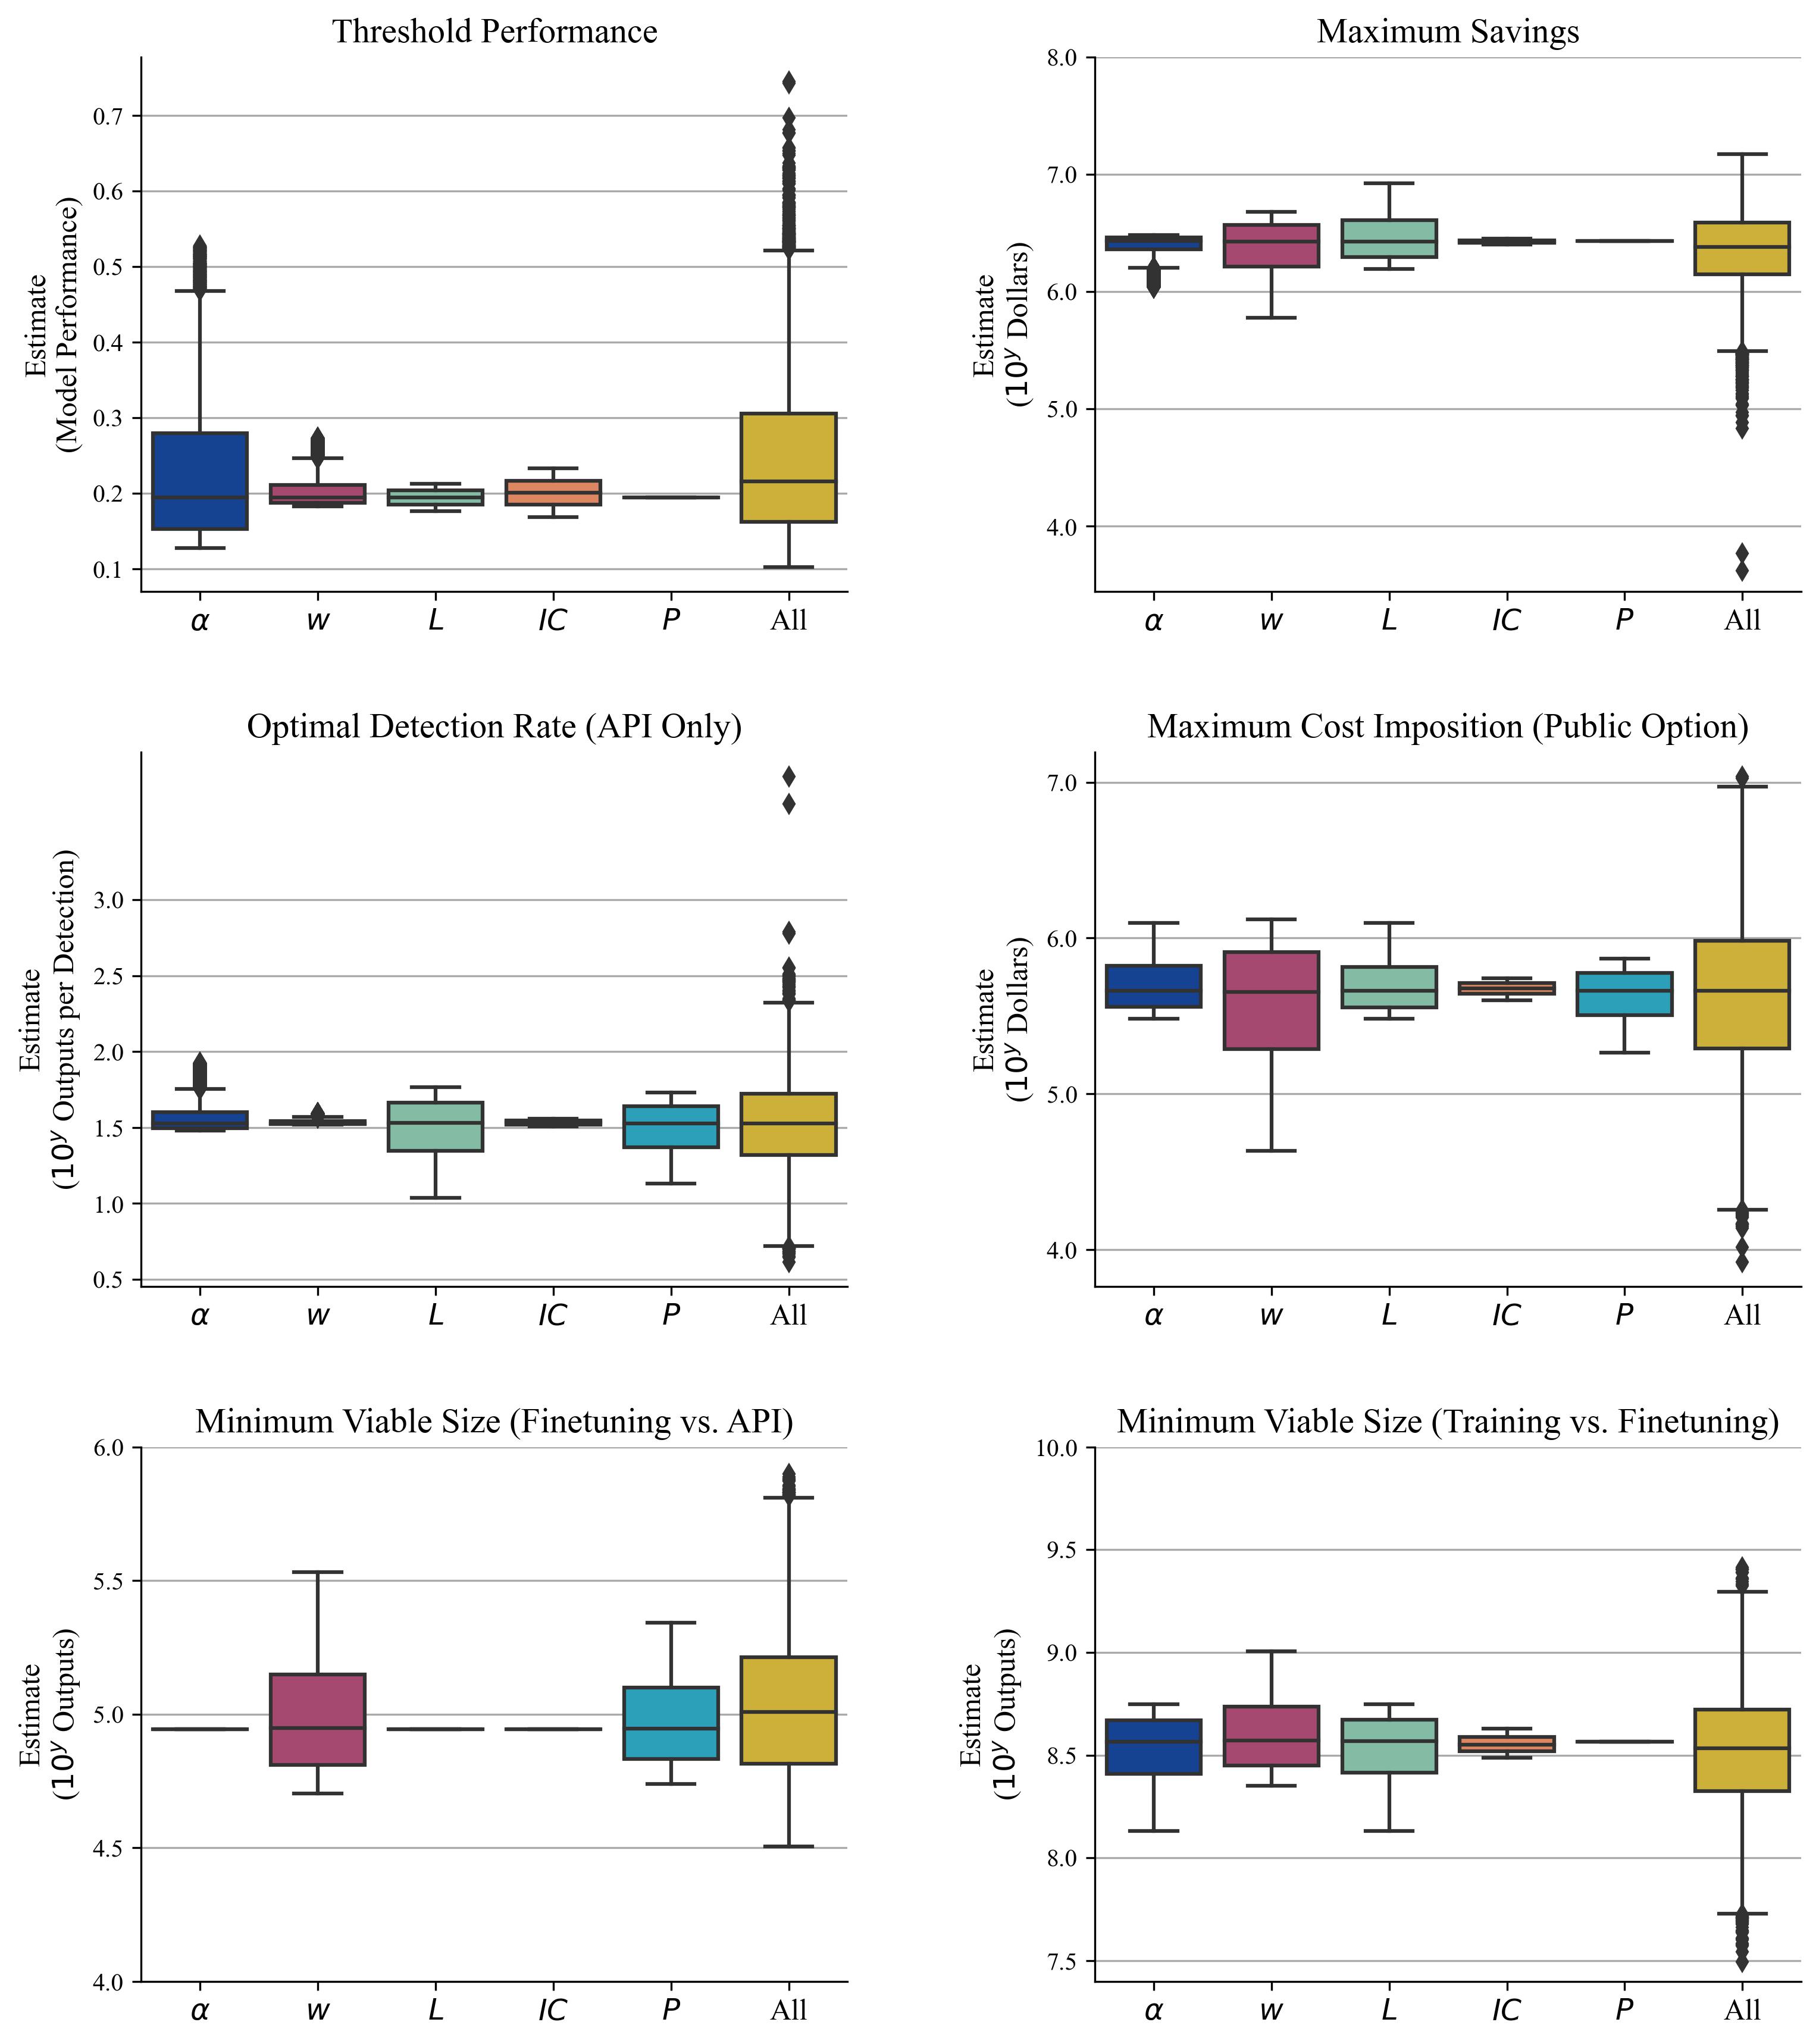 Threshold Performance
Estimate
(Model Performance)
0.7
0.6
0.5
0.4
0.3
0.2
0.1
α w L IC P All
Maximum Savings
Estimate
(10^y Dollars)
8.0
7.0
6.0
5.0
4.0
α w L IC P All
Optimal Detection Rate (API Only)
Estimate
(10^y Outputs per Detection)
3.0
2.5
2.0
1.5
1.0
0.5
α w L IC P All
Maximum Cost Imposition (Public Option)
Estimate
(10^y Dollars)
7.0
6.0
5.0
4.0
α w L IC P All
Minimum Viable Size (Finetuning vs. API)
Estimate
(10^y Outputs)
6.0
5.5
5.0
4.5
4.0
α w L IC P All
Minimum Viable Size (Training vs. Finetuning)
Estimate
(10^y Outputs)
10.0
9.5
9.0
8.5
8.0
7.5
α w L IC P All